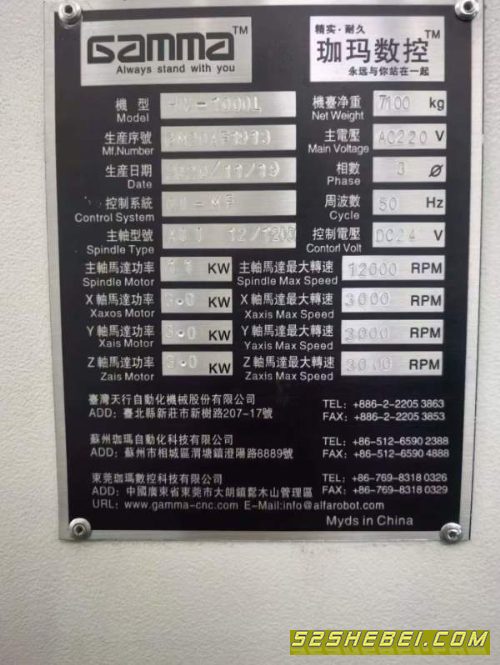 GAMMA™
Always stand with you
精实·耐久
珈玛数控™
永远与你站在一起
機型 Model
機臺净重 Net Weight 7100 kg
生產序號 Mf.Number
主電壓 Main Voltage AC220 V
生産日期 Date
相數 Phase 3 Ø
控制系統 Control System
周波數 Cycle 50 Hz
主軸型號 Spindle Type
控制電壓 Contorl Volt DC24 V
主軸馬達功率 Spindle Motor KW
主軸馬達最大轉速 Spindle Max Speed 12000 RPM
X軸馬達功率 Xaxos Motor KW
X軸馬達最大轉速 Xaxis Max Speed 3000 RPM
Y軸馬達功率 Xais Motor KW
Y軸馬達最大轉速 Yaxis Max Speed 3000 RPM
Z軸馬達功率 Zais Motor KW
Z軸馬達最大轉速 Zaxis Max Speed 3000 RPM
臺灣天行自動化機械股份有限公司 TEL: +886-2-2205 3863
ADD: 臺北縣新莊市新樹路207-17號 FAX: +886-2-2205 3853
蘇州珈瑪自動化科技有限公司 TEL: +86-512-6590 2388
ADD: 蘇州市相城區渭塘鎮澄陽路8889號 FAX: +86-512-6590 4888
東莞珈瑪數控科技有限公司 TEL: +86-769-8318 0326
ADD: 中國廣東省東莞市大朗鎮鬆木山管理區 FAX: +86-769-8318 0329
URL: www.gamma-cnc.com E-Mail:info@alfarobot.com
Myds in China
52SHEBEI.COM